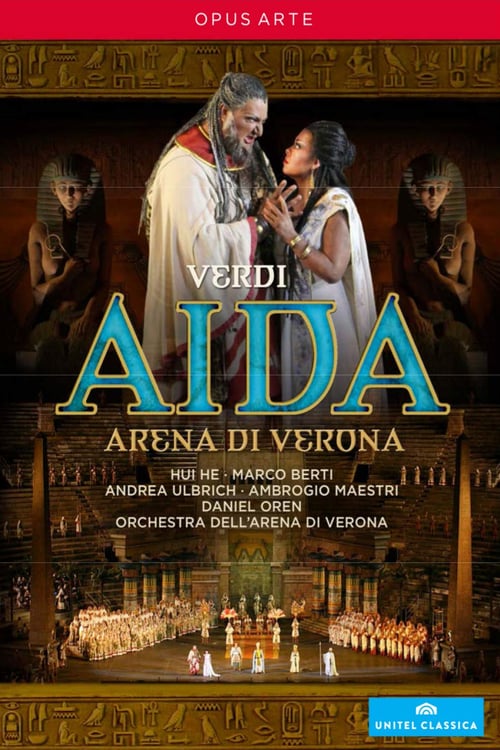 OPUS ARTE
VERDI
AIDA
ARENA DI VERONA
HUI HE · MARCO BERTI
ANDREA ULBRICH · AMBROGIO MAESTRI
DANIEL OREN
ORCHESTRA DELL'ARENA DI VERONA
UNITEL CLASSICA